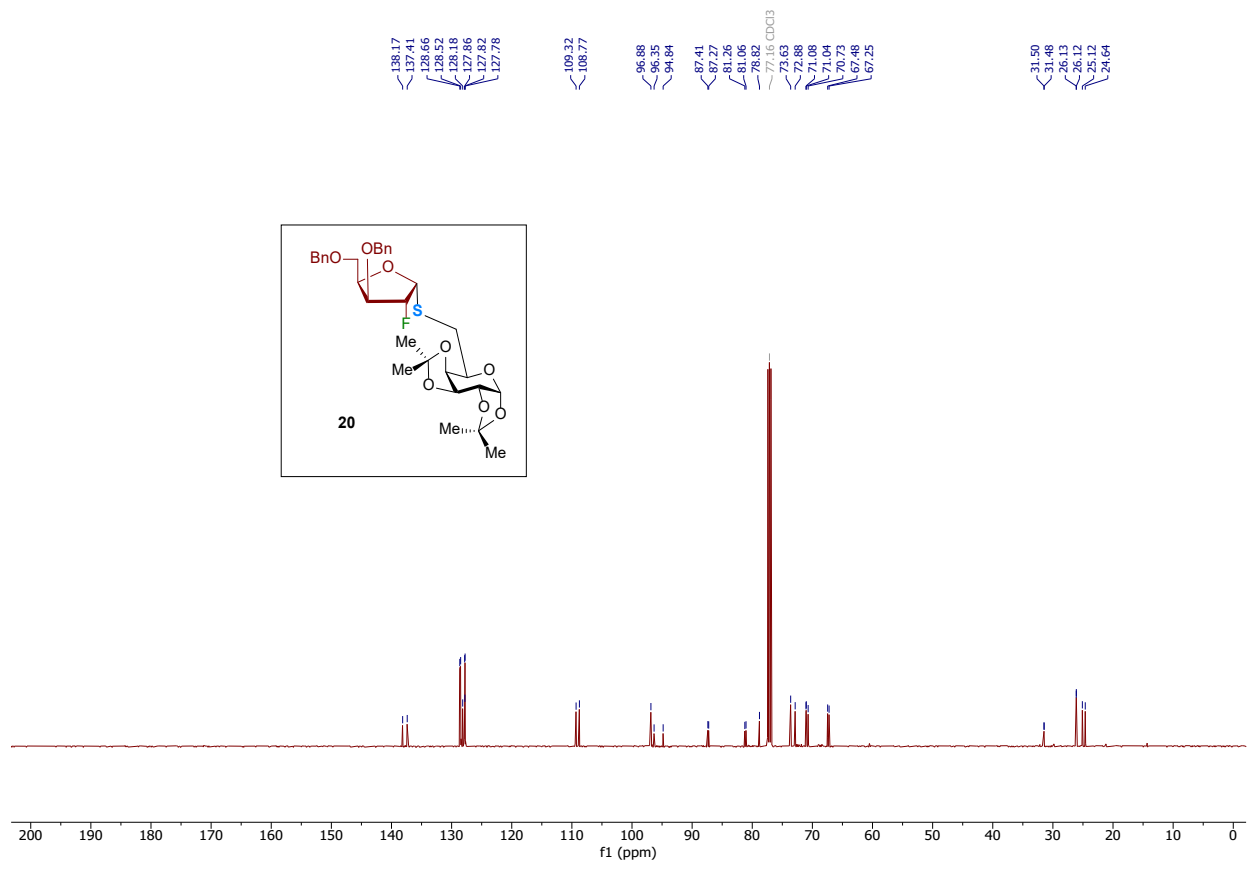 138.17
137.41
128.66
128.52
128.18
127.86
127.82
127.78
109.32
108.77
96.88
96.35
94.84
87.41
87.27
81.26
81.06
78.82
77.16 CDCl3
73.63
72.88
71.08
71.04
70.73
67.48
67.25
31.50
31.48
26.13
26.12
25.12
24.64
OBn
BnO
O
S
F
Me
O
Me
O
O
O
O
20
Me
Me
200 190 180 170 160 150 140 130 120 110 100 90 80 70 60 50 40 30 20 10 0
f1 (ppm)